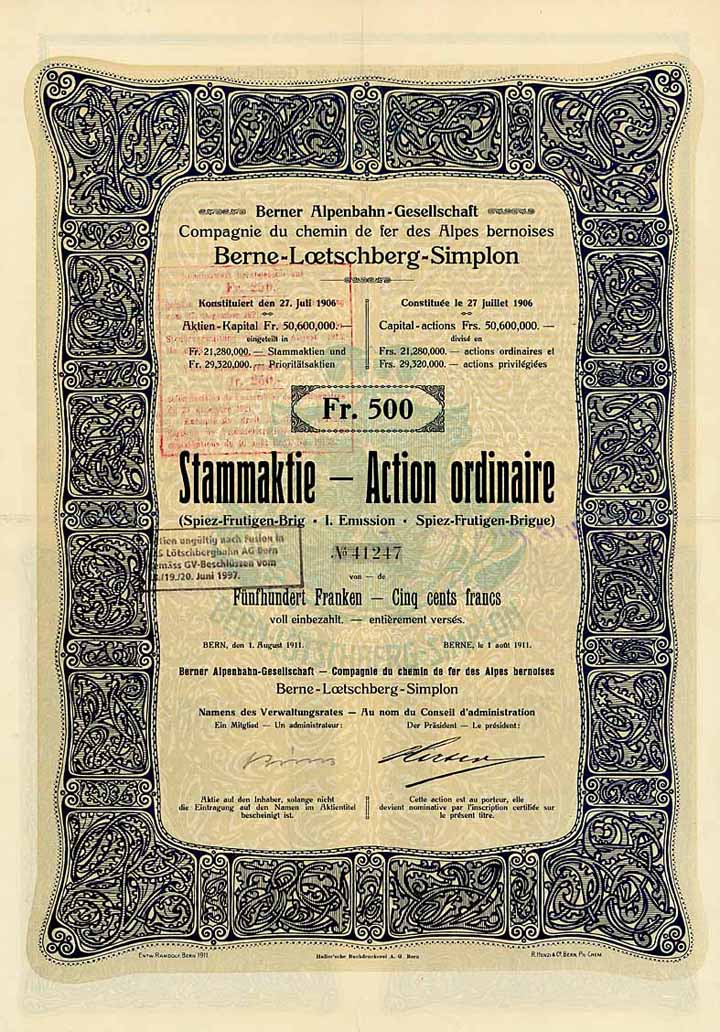 Berner Alpenbahn-Gesellschaft
Compagnie du chemin de fer des Alpes bernoises
Berne-Lœtschberg-Simplon
Fr. 250.
Konstituiert den 27. Juli 1906
Aktien-Kapital Fr. 50,600,000.—
eingeteilt in
Fr. 21,280,000.— Stammaktien und
Fr. 29,320,000.— Prioritätsaktien
Constituée le 27 juillet 1906
Capital-actions Frs. 50,600,000.—
divisé en
Frs. 21,280,000.— actions ordinaires et
Frs. 29,320,000.— actions privilégiées
Fr. 500
Stammaktie — Action ordinaire
(Spiez-Frutigen-Brig • I. Emission • Spiez-Frutigen-Brigue)
ien ungültig nach Fusion in
S Lötschbergbahn AG Bern
mäss GV-Beschlüssen vom
/19./20. Juni 1997.
№ 41247
von — de
Fünfhundert Franken — Cinq cents francs
voll einbezahlt. — entièrement versés.
BERN, den 1. August 1911.
BERNE, le 1 août 1911.
Berner Alpenbahn-Gesellschaft — Compagnie du chemin de fer des Alpes bernoises
Berne-Lœtschberg-Simplon
Namens des Verwaltungsrates — Au nom du Conseil d'administration
Ein Mitglied — Un administrateur:
Der Präsident — Le président:
Aktie auf den Inhaber, solange nicht
die Eintragung auf den Namen im Aktientitel
bescheinigt ist.
Cette action est au porteur, elle
devient nominative par l'inscription certifiée sur
le présent titre.
ENTW. RANDOLF, BERN 1911.
Haller'sche Buchdruckerei A. G. Bern
R. HENZI & Cº, BERN, PH. CHEM.